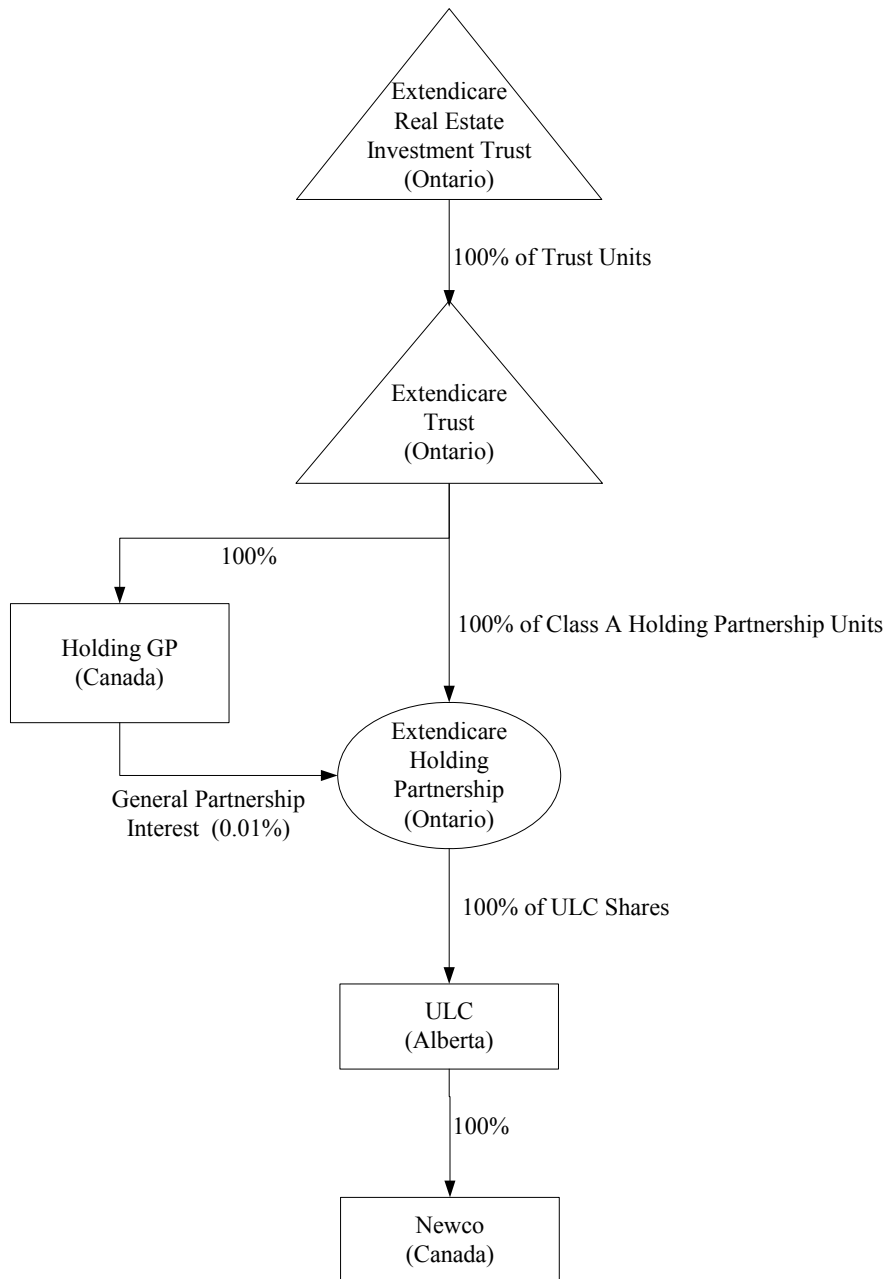 Extendicare
Real Estate
Investment Trust
(Ontario)
100% of Trust Units
Extendicare
Trust
(Ontario)
100%
Holding GP
(Canada)
100% of Class A Holding Partnership Units
Extendicare
Holding
Partnership
(Ontario)
General Partnership
Interest (0.01%)
100% of ULC Shares
ULC
(Alberta)
100%
Newco
(Canada)